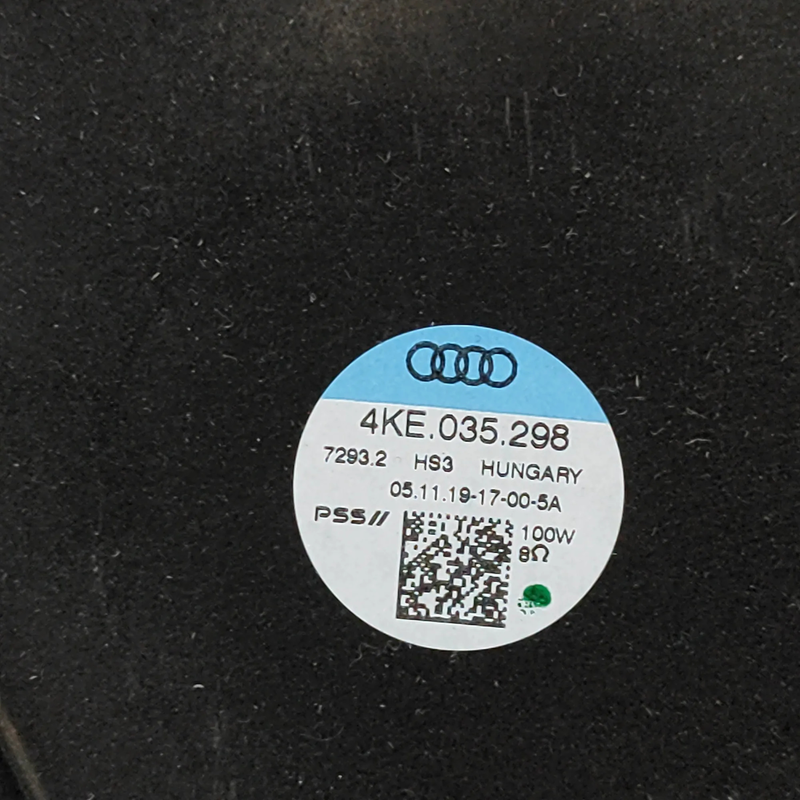 4KE.035.298
7293.2 HS3 HUNGARY
05.11.19-17-00-5A
PSS//
100W
8Ω